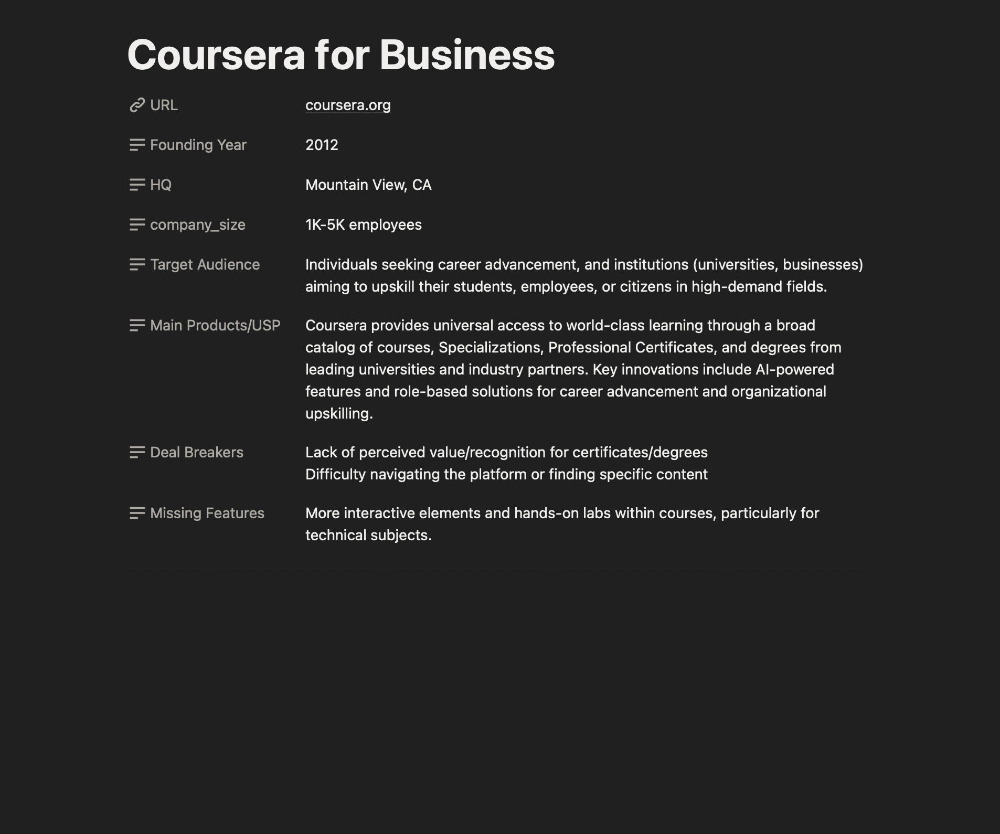 Coursera for Business
URL coursera.org
Founding Year 2012
HQ Mountain View, CA
company_size 1K-5K employees
Target Audience Individuals seeking career advancement, and institutions (universities, businesses)
aiming to upskill their students, employees, or citizens in high-demand fields.
Main Products/USP Coursera provides universal access to world-class learning through a broad
catalog of courses, Specializations, Professional Certificates, and degrees from
leading universities and industry partners. Key innovations include AI-powered
features and role-based solutions for career advancement and organizational
upskilling.
Deal Breakers Lack of perceived value/recognition for certificates/degrees
Difficulty navigating the platform or finding specific content
Missing Features More interactive elements and hands-on labs within courses, particularly for
technical subjects.